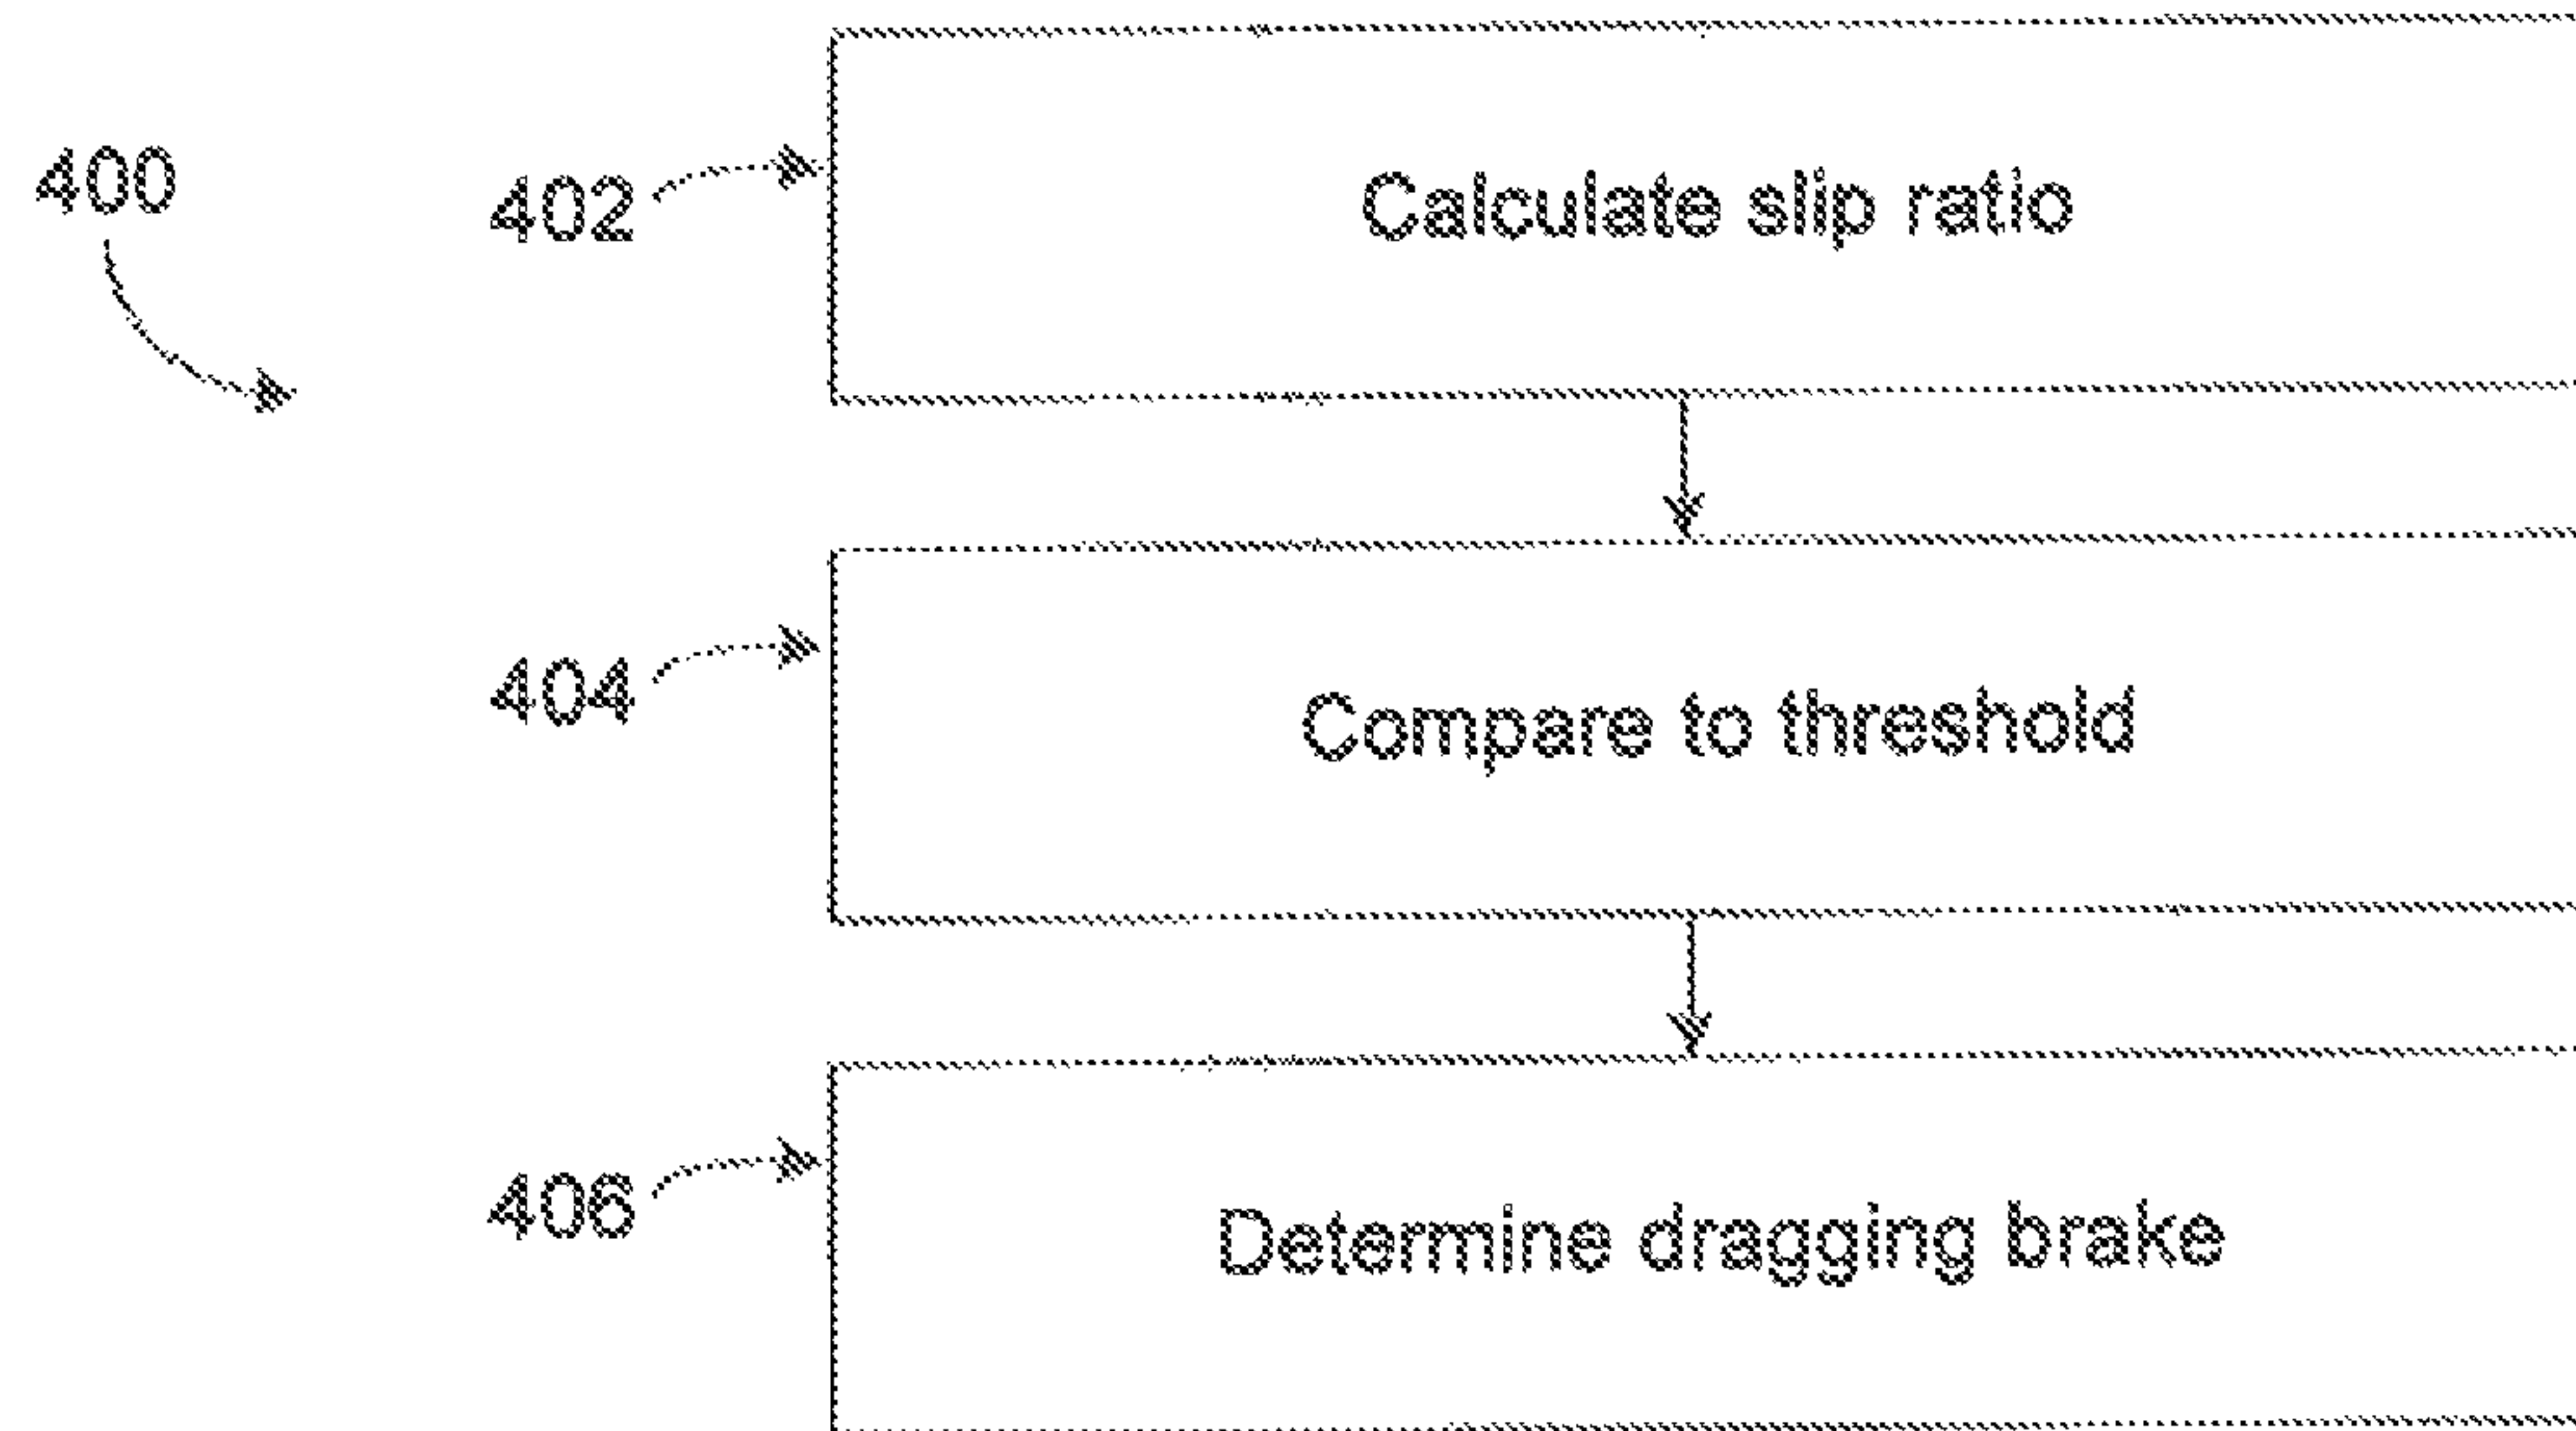 400
402
Calculate slip ratio
404
Compare to threshold
406
Determine dragging brake